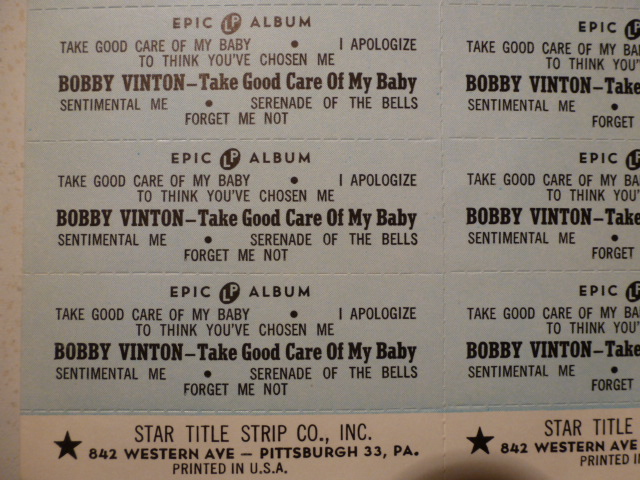 EPIC LP ALBUM
TAKE GOOD CARE OF MY BABY • I APOLOGIZE
TO THINK YOU'VE CHOSEN ME
BOBBY VINTON–Take Good Care Of My Baby
SENTIMENTAL ME • SERENADE OF THE BELLS
FORGET ME NOT
EPIC LP ALBUM
TAKE GOOD CARE OF MY BABY • I APOLOGIZE
TO THINK YOU'VE CHOSEN ME
BOBBY VINTON–Take Good Care Of My Baby
SENTIMENTAL ME • SERENADE OF THE BELLS
FORGET ME NOT
EPIC LP ALBUM
TAKE GOOD CARE OF MY BABY • I APOLOGIZE
TO THINK YOU'VE CHOSEN ME
BOBBY VINTON–Take Good Care Of My Baby
SENTIMENTAL ME • SERENADE OF THE BELLS
FORGET ME NOT
★ STAR TITLE STRIP CO., INC.
842 WESTERN AVE — PITTSBURGH 33, PA.
PRINTED IN U.S.A.
EPIC LP
TAKE GOOD CARE OF MY BA
TO THINK YOU'
BOBBY VINTON–Take
SENTIMENTAL ME •
FORGET
EPIC LP
TAKE GOOD CARE OF MY BA
TO THINK YOU'
BOBBY VINTON–Take
SENTIMENTAL ME •
FORGET
EPIC LP
TAKE GOOD CARE OF MY BA
TO THINK YOU'
BOBBY VINTON–Take
SENTIMENTAL ME •
FORGET
★ STAR TITLE
842 WESTERN AVE
PRINTED IN